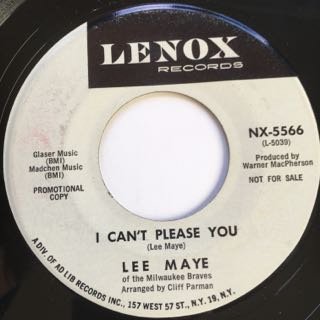 LENOX
RECORDS
Glaser Music
(BMI)
Madchen Music
(BMI)
PROMOTIONAL
COPY
NX-5566
(L-5039)
Produced by
Warner MacPherson
NOT FOR SALE
I CAN'T PLEASE YOU
(Lee Maye)
LEE MAYE
of the Milwaukee Braves
Arranged by Cliff Parman
A DIV. OF AD LIB RECORDS INC., 157 WEST 57 ST., N.Y. 19, N.Y.